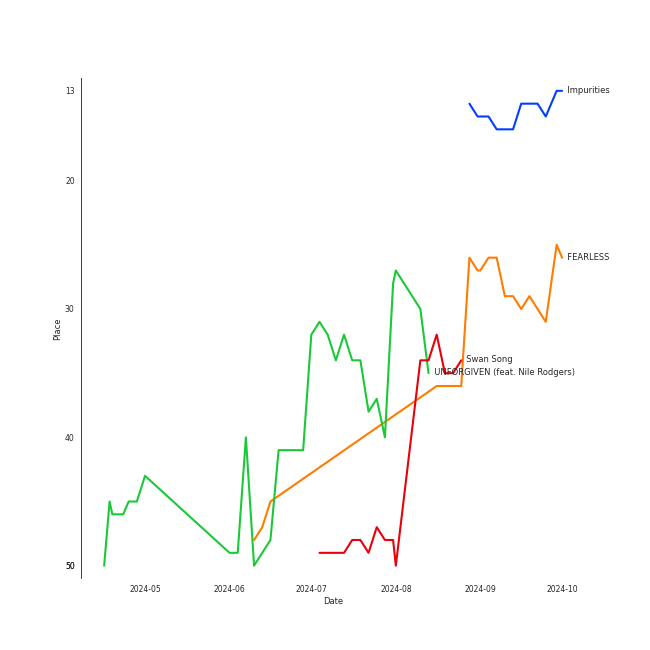 13
Impurities
20
FEARLESS
30
Place
Swan Song
UNFORGIVEN (feat. Nile Rodgers)
40
50
2024-05
2024-06
2024-07
2024-08
2024-09
2024-10
Date